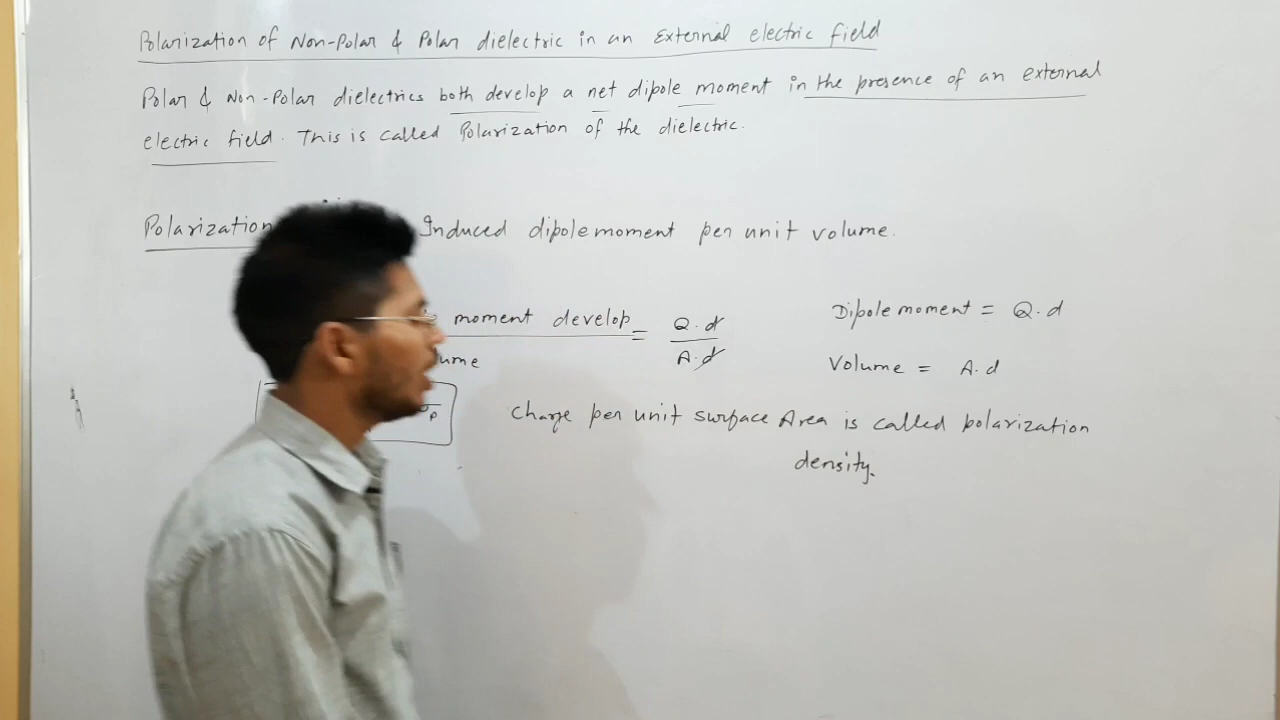 Polarization of Non-Polar & Polar dielectric in an External electric field
Polar & Non-Polar dielectrics both develop a net dipole moment in the presence of an external
electric field. This is called Polarization of the dielectric.
Polarization Induced dipole moment per unit volume.
moment develop = Q.d / A.d
ume
Dipole moment = Q.d
Volume = A.d
Charge per unit surface Area is called polarization
density.